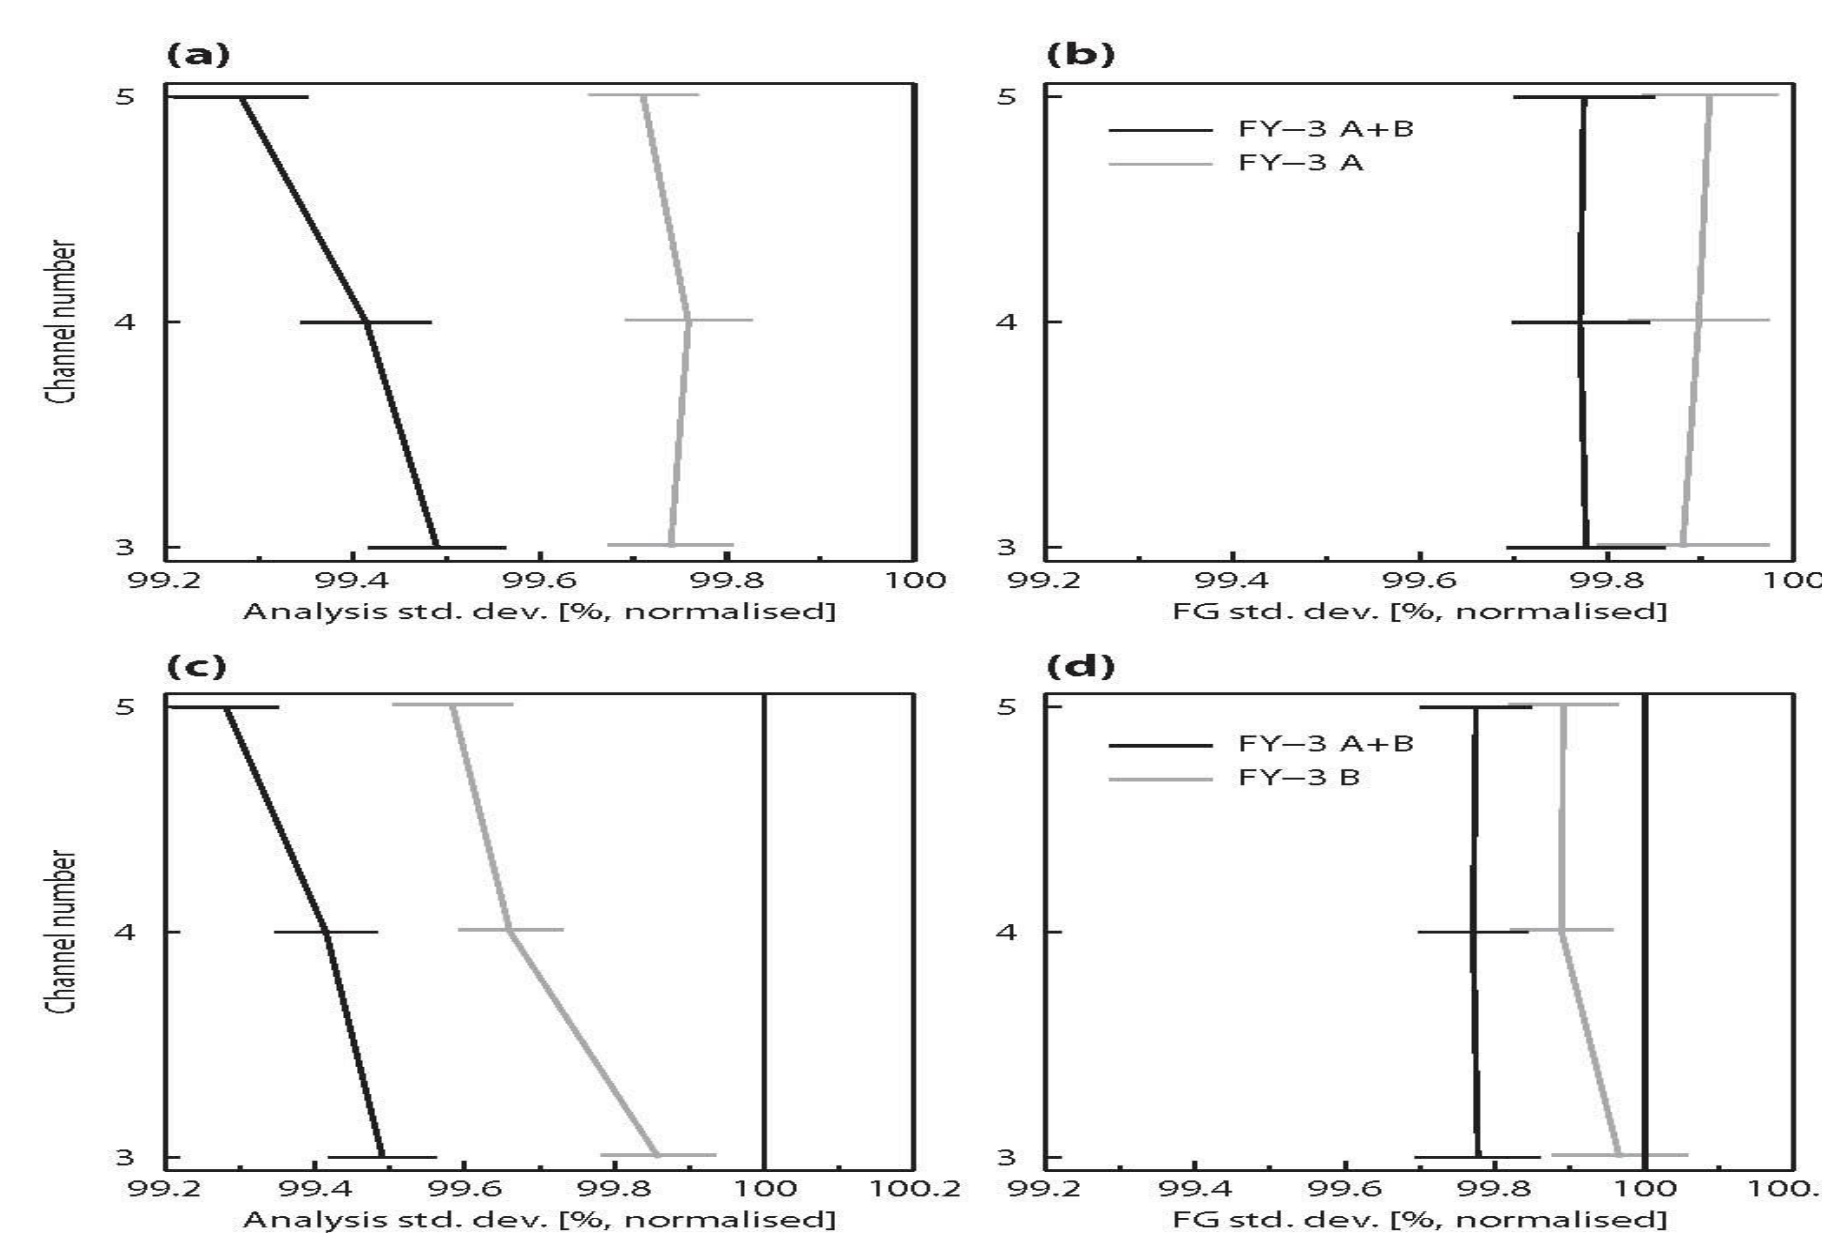 (a)
5
4
3
Channel number
99.2 99.4 99.6 99.8 100
Analysis std. dev. [%, normalised]
(b)
FY–3 A+B
FY–3 A
5
4
3
99.2 99.4 99.6 99.8 100
FG std. dev. [%, normalised]
(c)
5
4
3
Channel number
99.2 99.4 99.6 99.8 100 100.2
Analysis std. dev. [%, normalised]
(d)
FY–3 A+B
FY–3 B
5
4
3
99.2 99.4 99.6 99.8 100 100.
FG std. dev. [%, normalised]